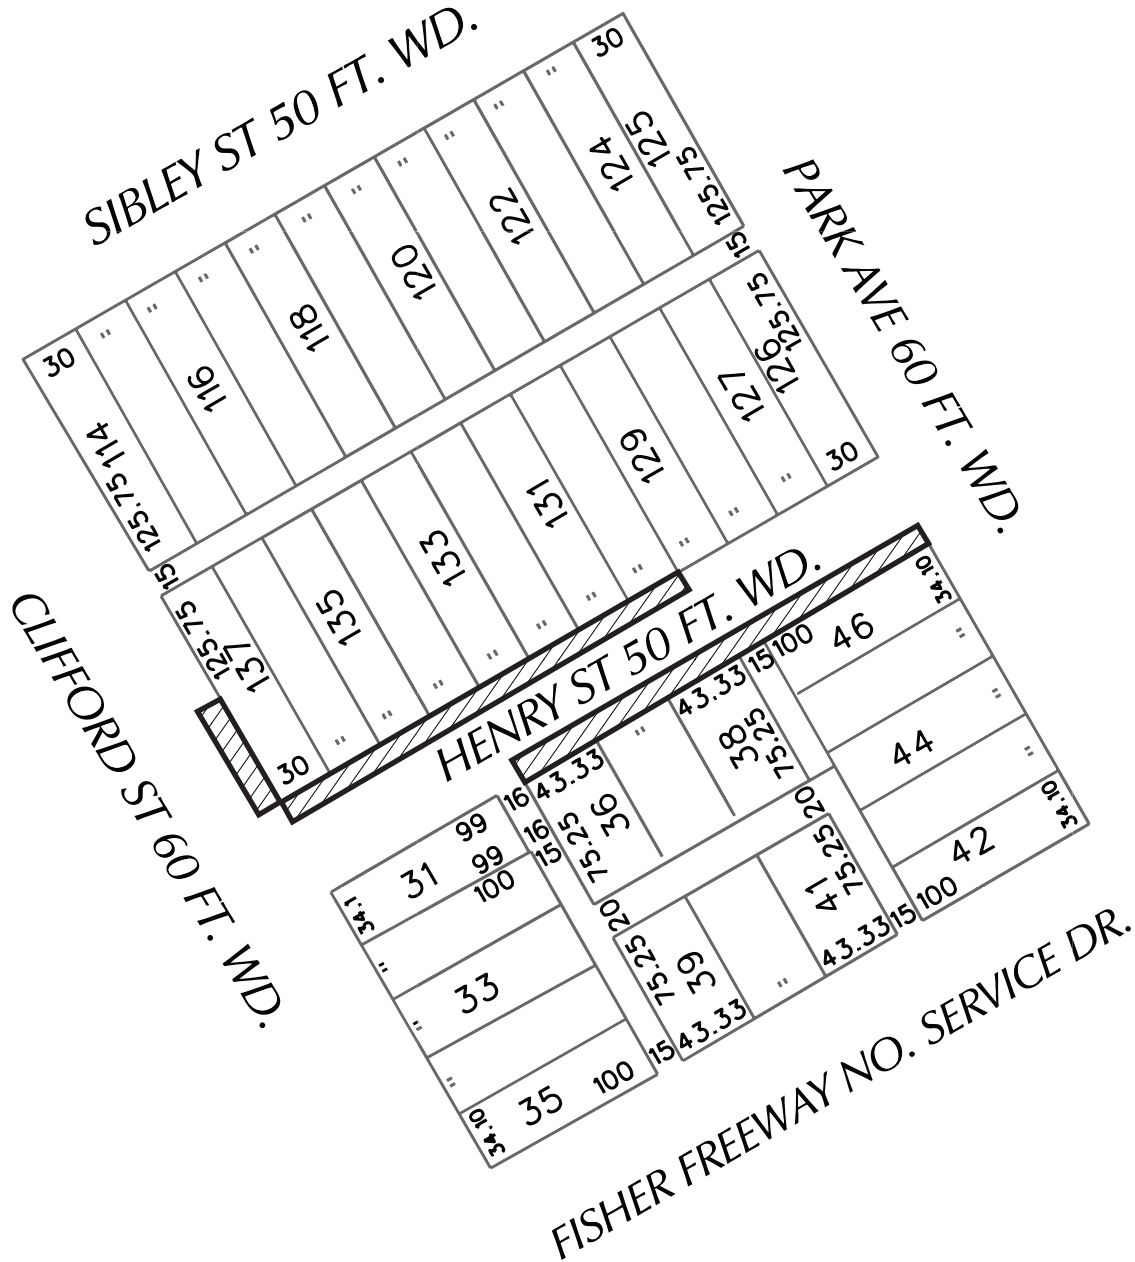 SIBLEY ST 50 FT. WD.
PARK AVE 60 FT. WD.
CLIFFORD ST 60 FT. WD.
HENRY ST 50 FT. WD.
FISHER FREEWAY NO. SERVICE DR.
30 " " " " " " " " " " 30
114 116 118 120 122 124 125
125.75 125.75
15 15
125.75 125.75
137 135 133 131 129 127 126
30 " " " " " " " " " " 30
43.33 " 43.33 15 100 46 34.10
16 36 38 "
75.25 75.25 44 "
20 "
99 16 42 34.10
31 99 15 100
34.1 100
" 33
"
"
34.10 35 100
20
75.25 39 41 75.25
15 43.33 " 43.33 15